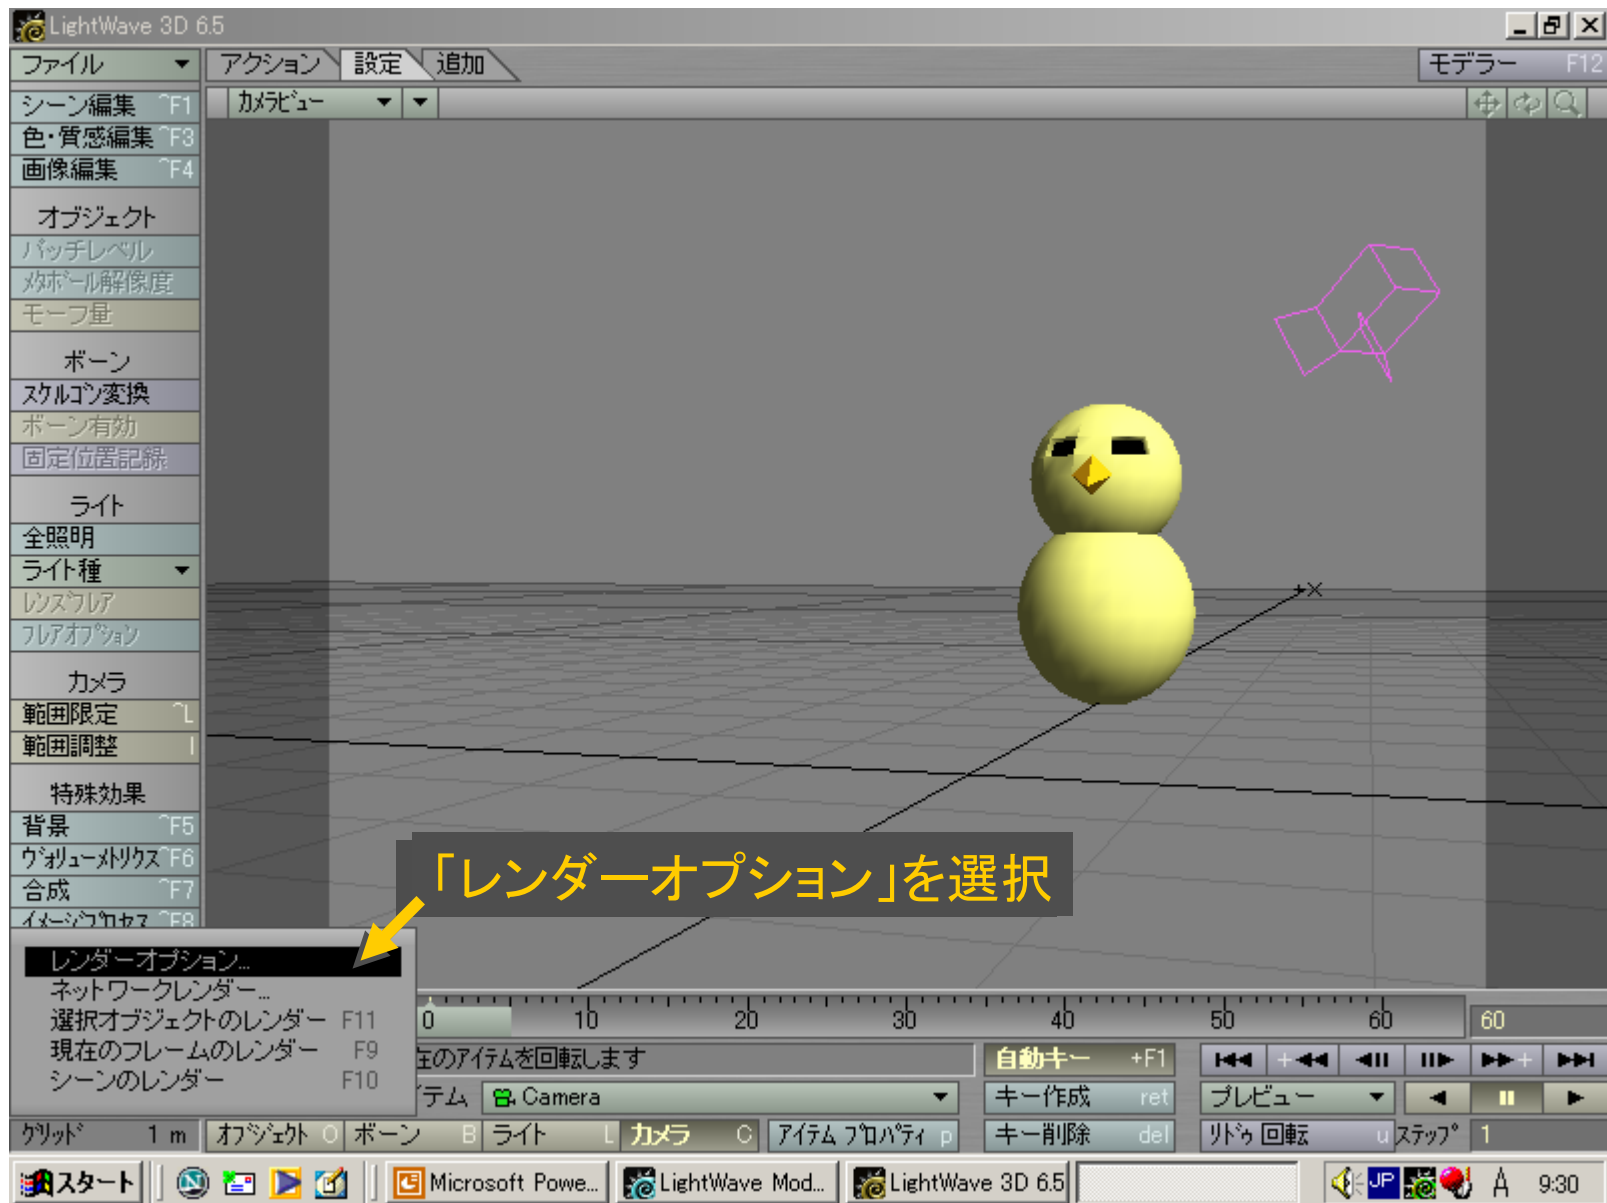 LightWave 3D 6.5
ファイル
アクション 設定 追加
モデラー F12
シーン編集 ^F1
カメラビュー
色・質感編集 ^F3
画像編集 ^F4
オブジェクト
パッチレベル
メタボール解像度
モーフ量
ボーン
スケルゴン変換
ボーン有効
固定位置記録
ライト
全照明
ライト種
レンズフレア
フレアオプション
カメラ
範囲限定 ^L
範囲調整 l
特殊効果
背景 ^F5
ヴォリューメトリクス ^F6
合成 ^F7
イメージプロセス ^F8
「レンダーオプション」を選択
レンダーオプション...
ネットワークレンダー...
選択オブジェクトのレンダー F11
現在のフレームのレンダー F9
シーンのレンダー F10
X
0 10 20 30 40 50 60
60
在のアイテムを回転します
自動キー +F1
テム Camera
キー作成 ret
プレビュー
グリッド 1 m
オブジェクト O ボーン B ライト L カメラ C アイテム プロパティ p
キー削除 del
リドゥ 回転 u
ステップ 1
スタート
Microsoft Powe...
LightWave Mod...
LightWave 3D 6.5
JP
A
9:30